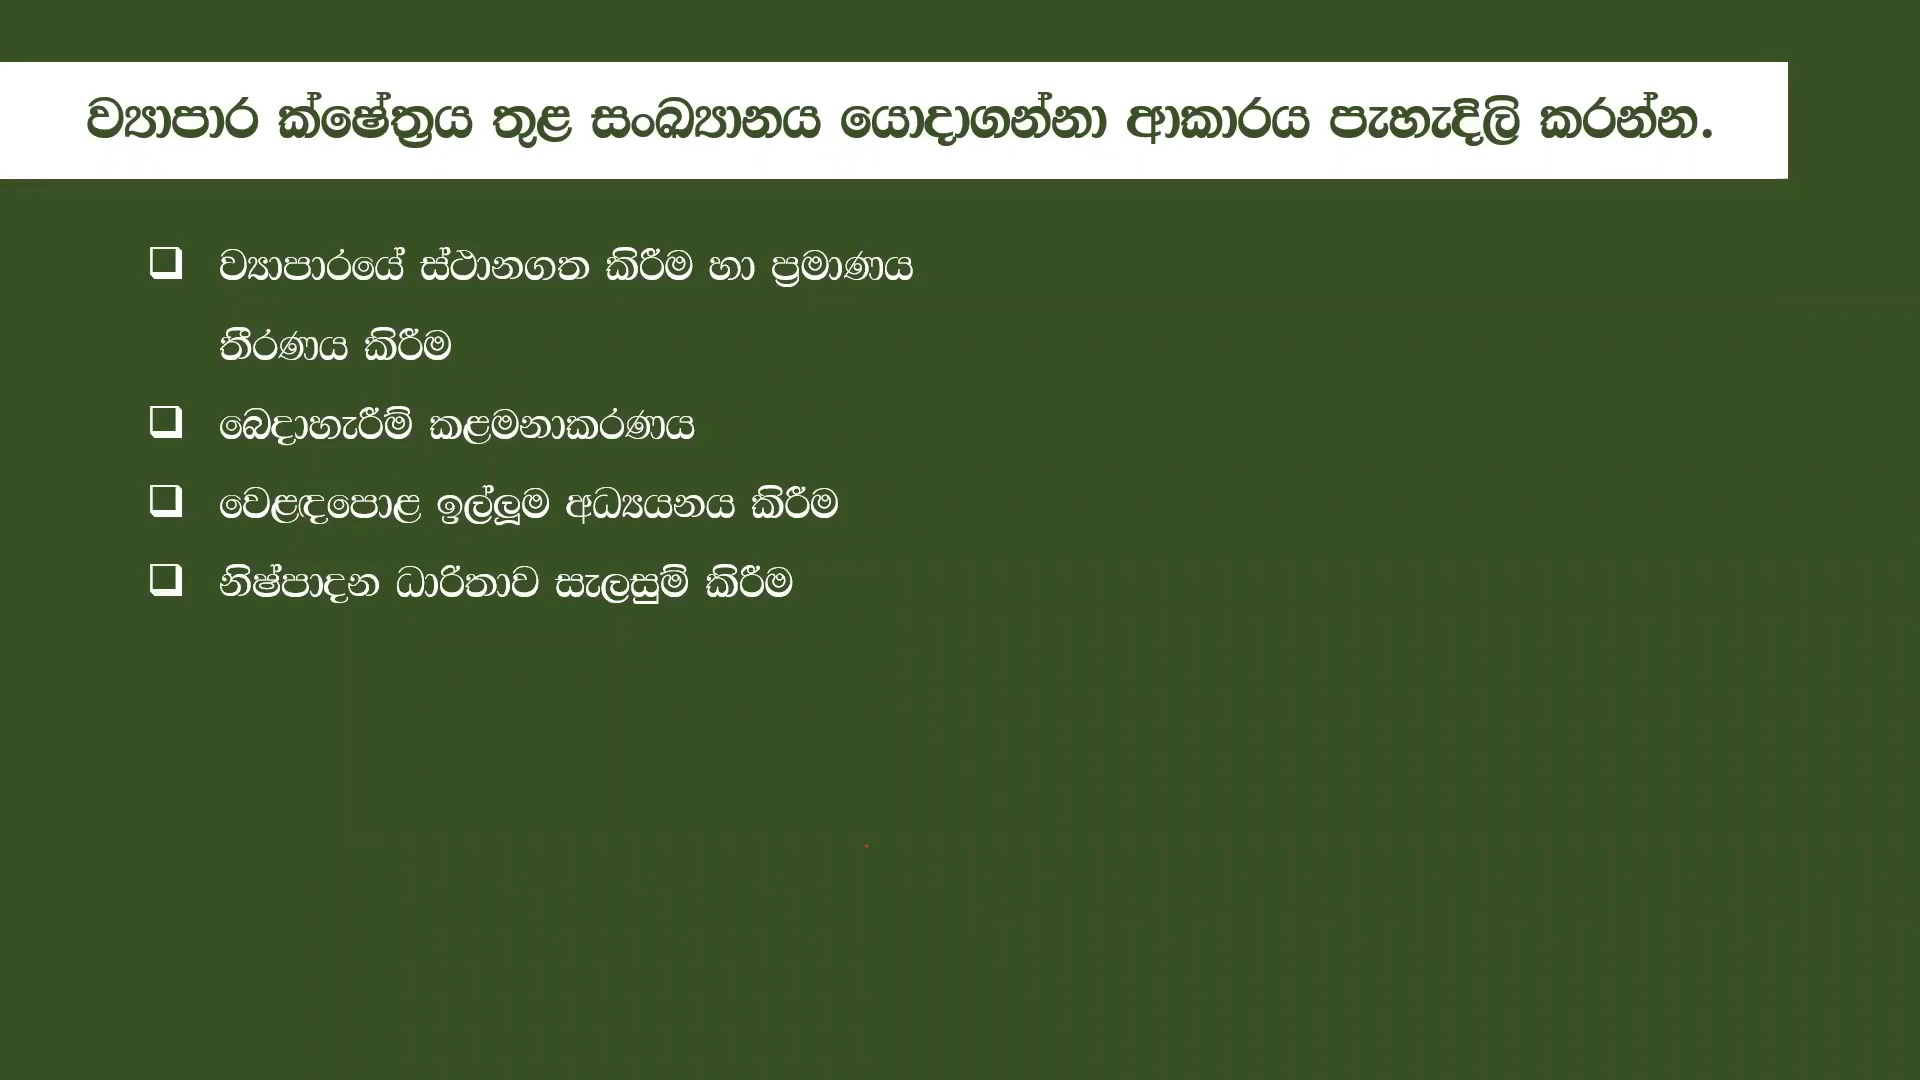 ව්‍යාපාර ක්ෂේත්‍රය තුළ සංඛ්‍යානය යොදාගන්නා ආකාරය පැහැදිලි කරන්න.
❑ ව්‍යාපාරයේ ස්ථානගත කිරීම හා ප්‍රමාණය
තීරණය කිරීම
❑ බෙදාහැරීම් කළමනාකරණය
❑ වෙළඳපොළ ඉල්ලූම අධ්‍යයනය කිරීම
❑ නිෂ්පාදන ධාරිතාව සැලසුම් කිරීම